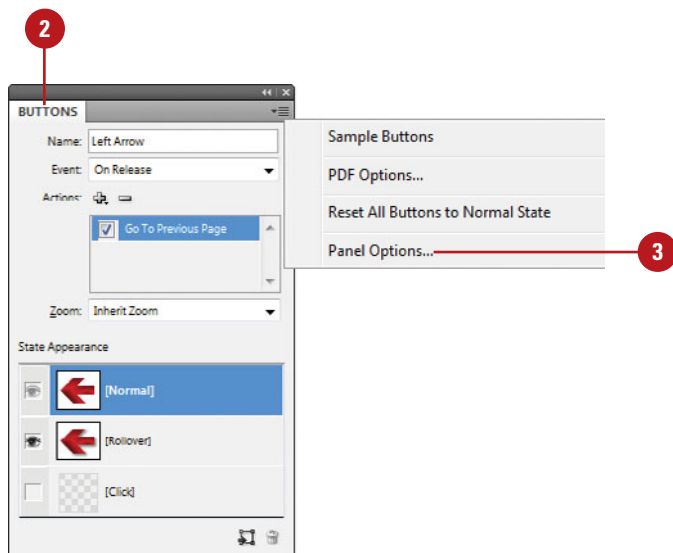 2
BUTTONS
Name: Left Arrow
Event: On Release
Actions:
Go To Previous Page
Zoom: Inherit Zoom
State Appearance
[Normal]
[Rollover]
[Click]
Sample Buttons
PDF Options...
Reset All Buttons to Normal State
Panel Options...
3